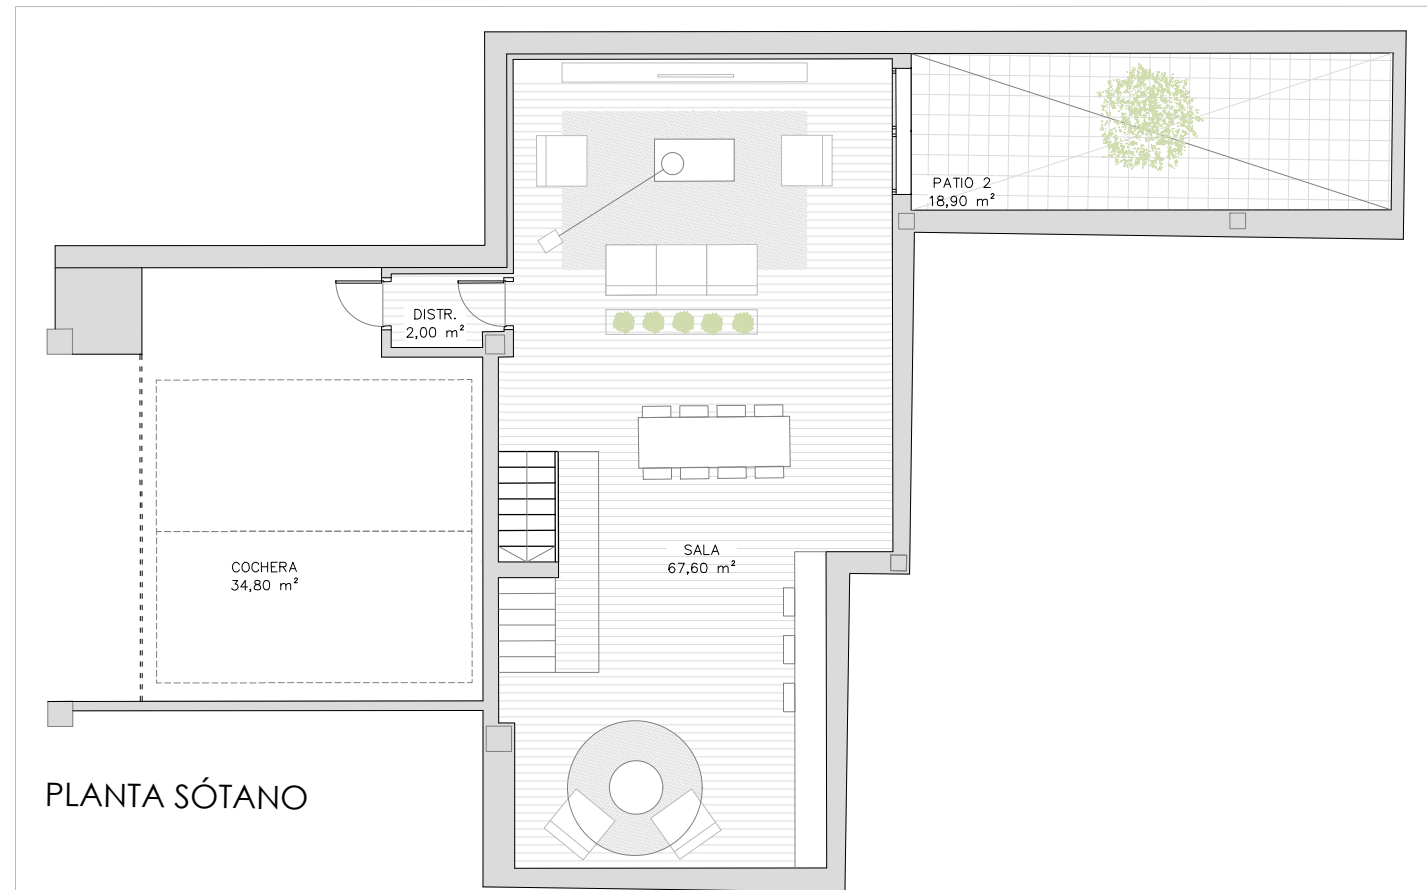 PATIO 2
18,90 m²
DISTR.
2,00 m²
SALA
67,60 m²
COCHERA
34,80 m²
PLANTA SÓTANO